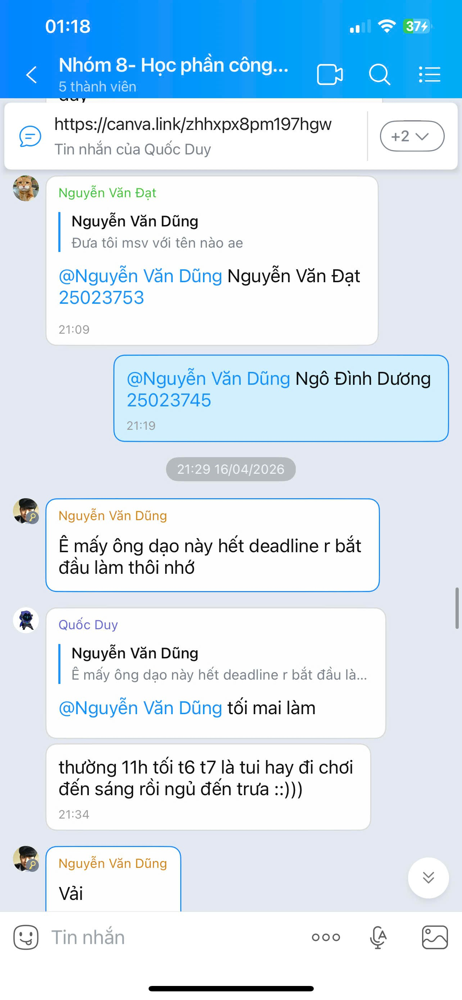 01:18
37
Nhóm 8- Học phần công...
5 thành viên
https://canva.link/zhhxpx8pm197hgw
Tin nhắn của Quốc Duy
+2
Nguyễn Văn Đạt
Nguyễn Văn Dũng
Đưa tôi msv với tên nào ae
@Nguyễn Văn Dũng Nguyễn Văn Đạt
25023753
21:09
@Nguyễn Văn Dũng Ngô Đình Dương
25023745
21:19
21:29 16/04/2026
Nguyễn Văn Dũng
Ê mấy ông dạo này hết deadline r bắt
đầu làm thôi nhớ
Quốc Duy
Nguyễn Văn Dũng
Ê mấy ông dạo này hết deadline r bắt đầu là...
@Nguyễn Văn Dũng tối mai làm
thường 11h tối t6 t7 là tui hay đi chơi
đến sáng rồi ngủ đến trưa ::)))
21:34
Nguyễn Văn Dũng
Vải
Tin nhắn